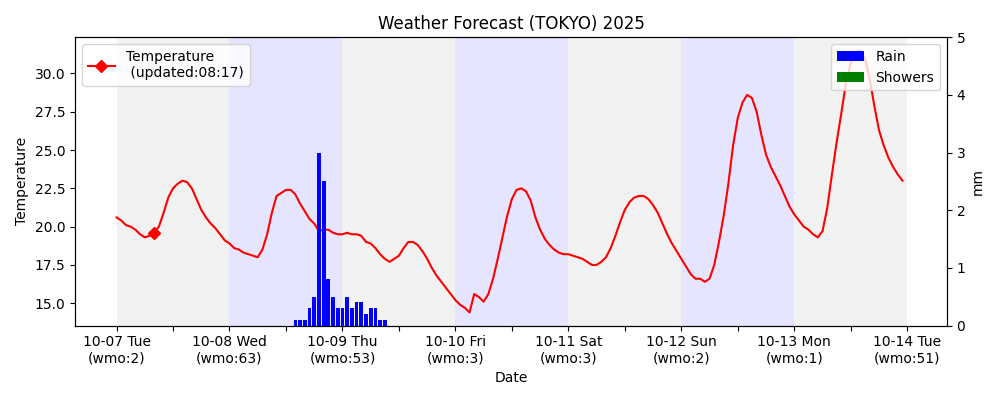 Weather Forecast (TOKYO) 2025
Temperature
(updated:08:17)
Rain
Showers
Temperature
30.0
27.5
25.0
22.5
20.0
17.5
15.0
5
4
3
2
1
0
mm
10-07 Tue
(wmo:2)
10-08 Wed
(wmo:63)
10-09 Thu
(wmo:53)
10-10 Fri
(wmo:3)
10-11 Sat
(wmo:3)
10-12 Sun
(wmo:2)
10-13 Mon
(wmo:1)
10-14 Tue
(wmo:51)
Date